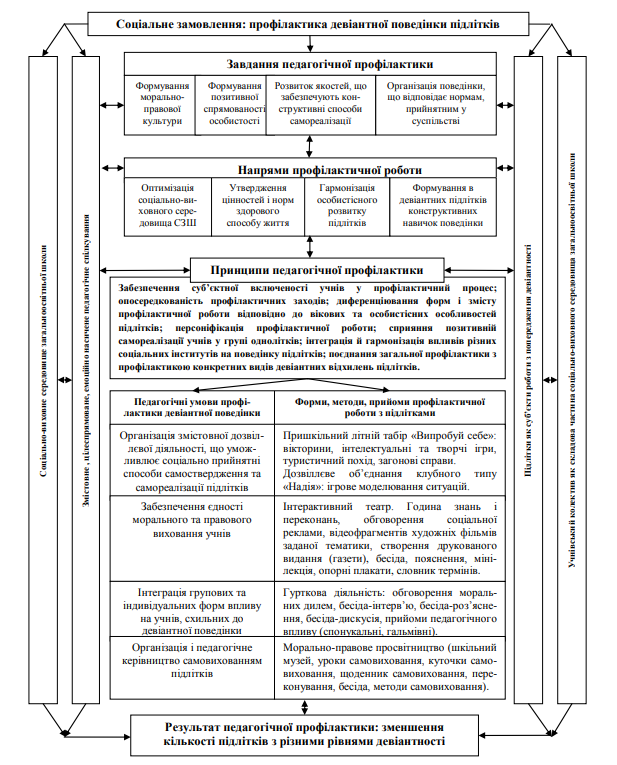 Соціальне замовлення: профілактика девіантної поведінки підлітків
Завдання педагогічної профілактики
Формування
морально-
правової
культури
Формування
позитивної
спрямованості
особистості
Розвиток якостей, що
забезпечують кон-
структивні способи
самореалізації
Організація поведінки,
що відповідає нормам,
прийнятим у
суспільстві
Напрями профілактичної роботи
Оптимізація
соціально-ви-
ховного сере-
довища СЗШ
Утвердження
цінностей і норм
здорового
способу життя
Гармонізація
особистісного
розвитку
підлітків
Формування в
девіантних підлітків
конструктивних
навичок поведінки
Принципи педагогічної профілактики
Забезпечення суб’єктної включеності учнів у профілактичний процес;
опосередкованість профілактичних заходів; диференціювання форм і змісту
профілактичної роботи відповідно до вікових та особистісних особливостей
підлітків; персоніфікація профілактичної роботи; сприяння позитивній
самореалізації учнів у групі однолітків; інтеграція й гармонізація впливів різних
соціальних інститутів на поведінку підлітків; поєднання загальної профілактики з
профілактикою конкретних видів девіантних відхилень підлітків.
Педагогічні умови профі-
лактики девіантної поведінки
Форми, методи, прийоми профілактичної
роботи з підлітками
Організація змістовної дозвіл-
лєвої діяльності, що умож-
ливлює соціально прийнятні
способи самоствердження та
самореалізації підлітків
Пришкільний літній табір «Випробуй себе»:
вікторини, інтелектуальні та творчі ігри,
туристичний похід, загонові справи.
Дозвіллєве об’єднання клубного типу
«Надія»: ігрове моделювання ситуацій.
Забезпечення єдності
морального та правового
виховання учнів
Інтерактивний театр. Година знань і
переконань, обговорення соціальної
реклами, відеофрагментів художніх фільмів
заданої тематики, створення друкованого
видання (газети), бесіда, пояснення, міні-
лекція, опорні плакати, словник термінів.
Інтеграція групових та
індивідуальних форм впливу
на учнів, схильних до
девіантної поведінки
Гурткова діяльність: обговорення мораль-
них дилем, бесіда-інтерв’ю, бесіда-роз’ясне-
ння, бесіда-дискусія, прийоми педагогічного
впливу (спонукальні, гальмівні).
Організація і педагогічне
керівництво самовихованням
підлітків
Морально-правове просвітництво (шкільний
музей, уроки самовиховання, куточки само-
виховання, щоденник самовиховання, пере-
конування, бесіда, методи самовиховання).
Результат педагогічної профілактики: зменшення
кількості підлітків з різними рівнями девіантності
Соціально-виховне середовище загальноосвітньої школи
Змістовне, цілеспрямоване, емоційно насичене педагогічне спілкування
Підлітки як суб’єкти роботи з попередження девіантності
Учнівський колектив як складова частина соціально-виховного середовища загальноосвітньої школи